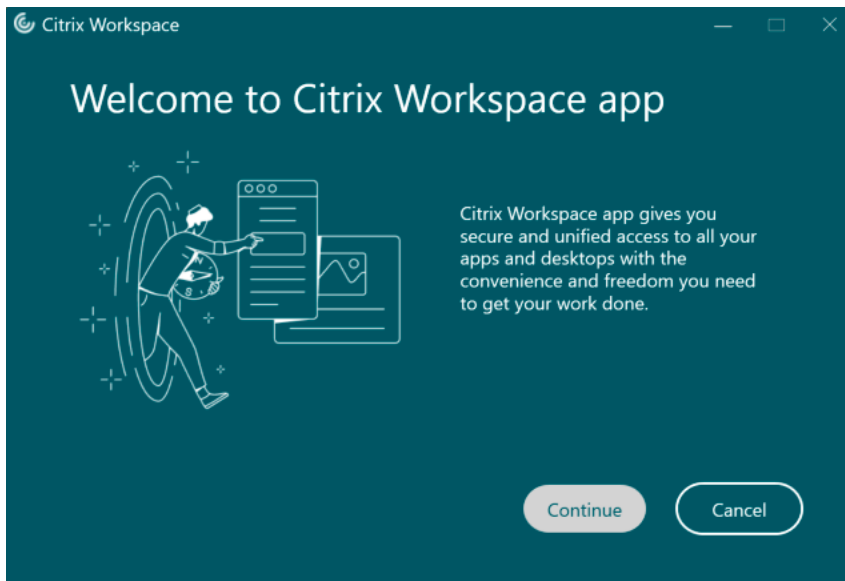 Citrix Workspace
Welcome to Citrix Workspace app
N
S
Citrix Workspace app gives you
secure and unified access to all your
apps and desktops with the
convenience and freedom you need
to get your work done.
Continue
Cancel